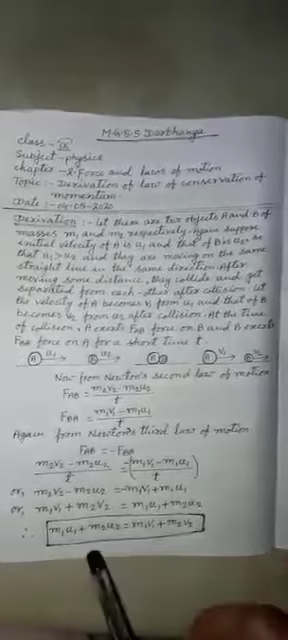 M.G.S.S Darbhanga
Class - IX
Subject - physics
Chapter - 2. Force and laws of motion
Topic - Derivation of law of conservation of
momentum.
Date - 04-05-2020
Derivation :- Let there are two objects A and B of
masses m₁ and m₂ respectively. Again suppose
initial velocity of A is u₁ and that of B is u₂, so
that u₁ > u₂ and they are moving on the same
straight line in the same direction. After
moving some distance, they collide and get
separated from each other after collision. Let
the velocity of A becomes v₁ from u₁ and that of B
becomes v₂ from u₂ after collision. At the time
of collision, A exerts FAB force on B and B exerts
FBA force on A for a short time t.
A u₁ B u₂ A B A v₁ B v₂
Now from Newton's second law of motion
FAB = m₂v₂ - m₂u₂ / t
FBA = m₁v₁ - m₁u₁ / t
Again from Newton's third law of motion
FAB = - FBA
m₂v₂ - m₂u₂ / t = -(m₁v₁ - m₁u₁ / t)
or, m₂v₂ - m₂u₂ = -m₁v₁ + m₁u₁
or, m₁v₁ + m₂v₂ = m₁u₁ + m₂u₂
∴ m₁u₁ + m₂u₂ = m₁v₁ + m₂v₂